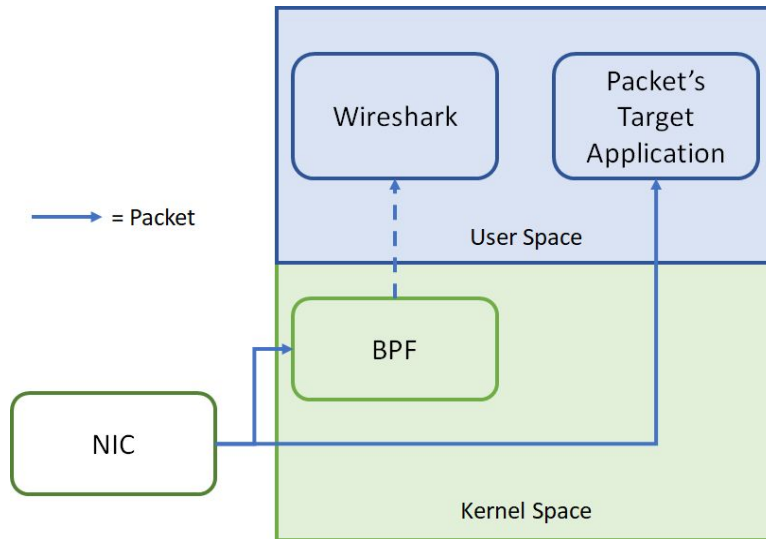 Wireshark
Packet's
Target
Application
= Packet
User Space
BPF
NIC
Kernel Space